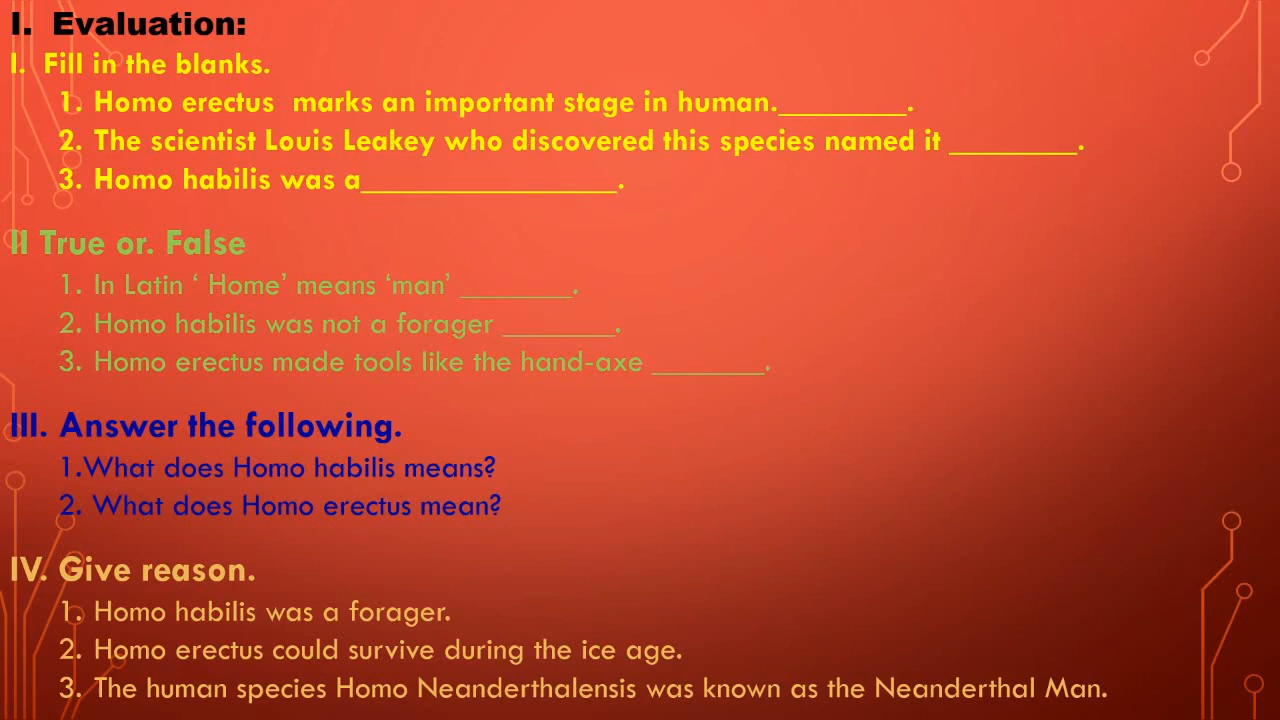 I. Evaluation:
I. Fill in the blanks.
1. Homo erectus  marks an important stage in human.________.
2. The scientist Louis Leakey who discovered this species named it ________.
3. Homo habilis was a________________.
II True or. False
1. In Latin ‘ Home’ means ‘man’ _______.
2. Homo habilis was not a forager _______.
3. Homo erectus made tools like the hand-axe _______.
III. Answer the following.
1.What does Homo habilis means?
2. What does Homo erectus mean?
IV. Give reason.
1. Homo habilis was a forager.
2. Homo erectus could survive during the ice age.
3. The human species Homo Neanderthalensis was known as the Neanderthal Man.